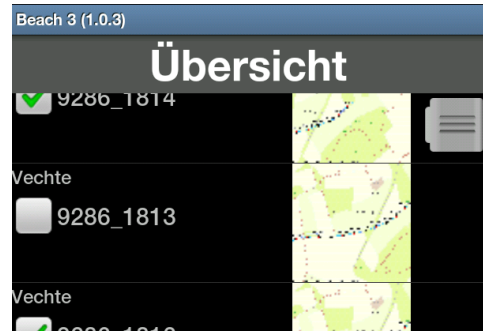 Beach 3 (1.0.3)
Übersicht
9286_1814
Vechte
9286_1813
Vechte